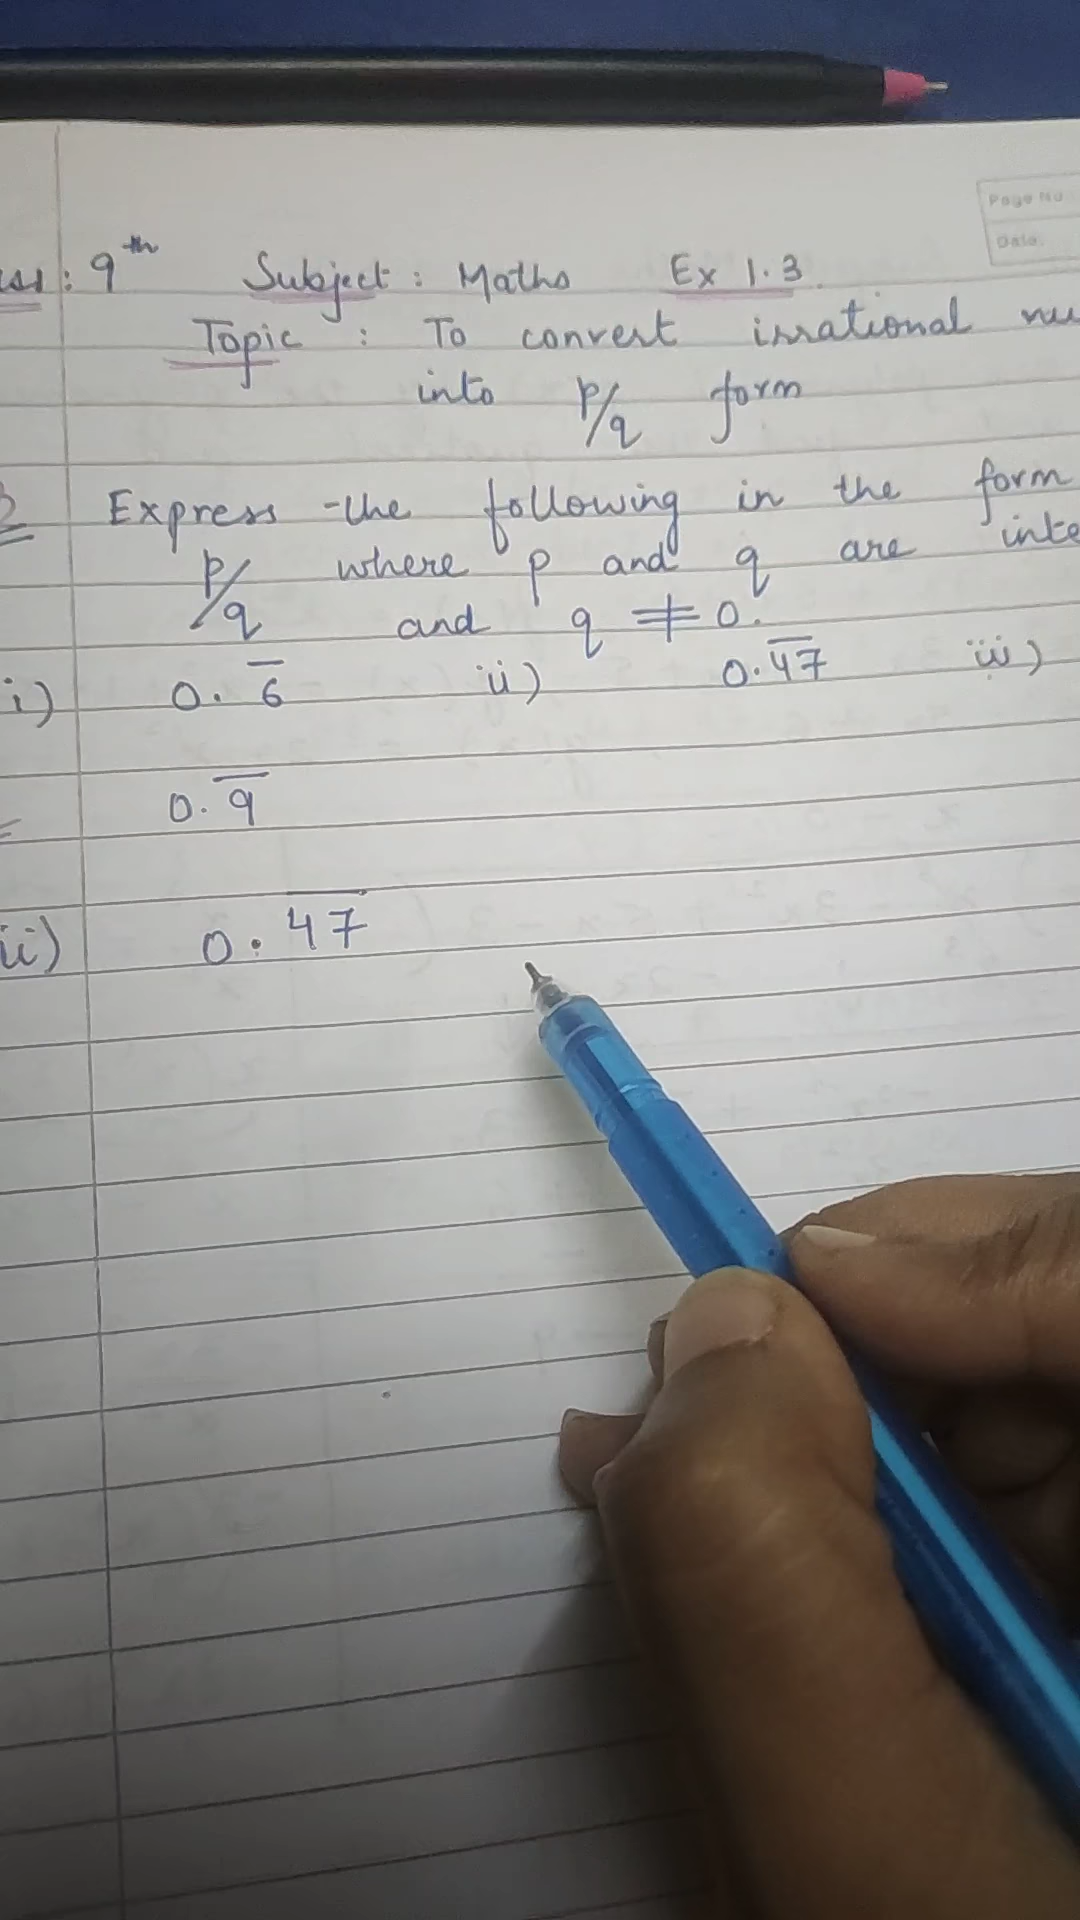 Page No
Date:
: 9th Subject : Maths Ex 1.3
Topic : To convert irrational
into p/q form
Express the following in the form
p/q where p and q are
and q ≠ 0.
i) 0.6̅ ii) 0.4̅7̅ iii)
0.9̅
ii) 0.4̅7̅